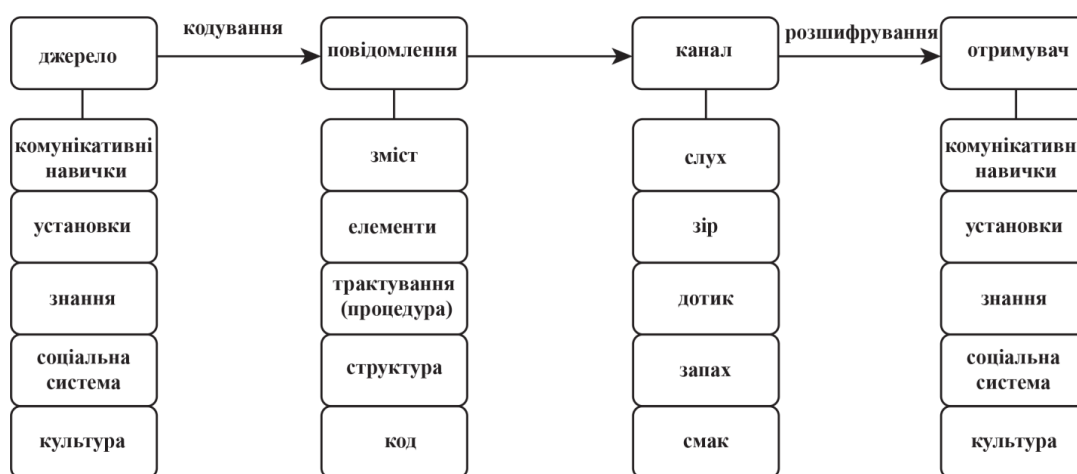 кодування
розшифрування
джерело
повідомлення
канал
отримувач
комунікативні
навички
установки
знання
соціальна
система
культура
зміст
елементи
трактування
(процедура)
структура
код
слух
зір
дотик
запах
смак
комунікативні
навички
установки
знання
соціальна
система
культура